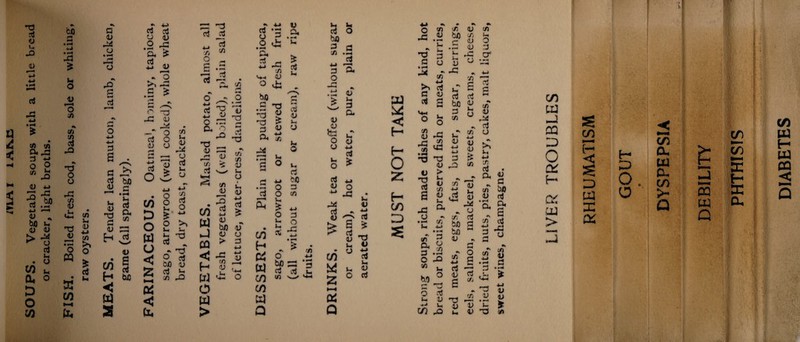 MAY TAKE
SOUPS. Vegetable soups with a little bread
or cracker, light broths.
FISH. Boiled fresh cod, bass, sole or whiting,
raw oysters.
MEATS. Tender lean mutton, lamb, chicken,
game (all sparingly).
FARINACEOUS. Oatmeal, hominy, tapioca,
sago, arrowroot (well cooked), whole wheat
bread, dry toast, crackers.
VEGETABLES. Mashed potato, almost all
fresh vegetables (well boiled), plain salad
of lettuce, water-cress, dandelions.
DESSERTS. Plain milk pudding of tapioca,
sago, arrowroot or stewed fresh fruit
(all without sugar or cream), raw ripe
fruits.
DRINKS. Weak tea or coffee (without sugar
or cream), hot water, pure, plain or
aerated water.
MUST NOT TAKE
Strong soups, rich made dishes of any kind, hot
bread or biscuits, preserved fish or meats, curries,
red meats, eggs, fats, butter, sugar, herrings,
eels, salmon, mackerel, sweets, creams, cheese,
dried fruits, nuts, pies, pastry, cakes, malt liquors,
sweet wines, champagne.
LIVER TROUBLES
RHEUMATISM
GOUT
DYSPEPSIA
DEBILITY
PHTHISIS
DIABETES